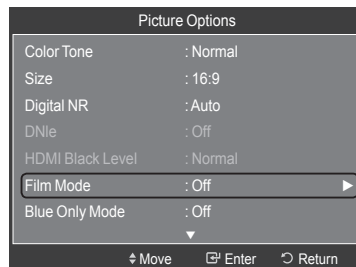 Picture Options
Color Tone : Normal
Size : 16:9
Digital NR : Auto
DNIe : Off
HDMI Black Level : Normal
Film Mode : Off
Blue Only Mode : Off
Move Enter Return